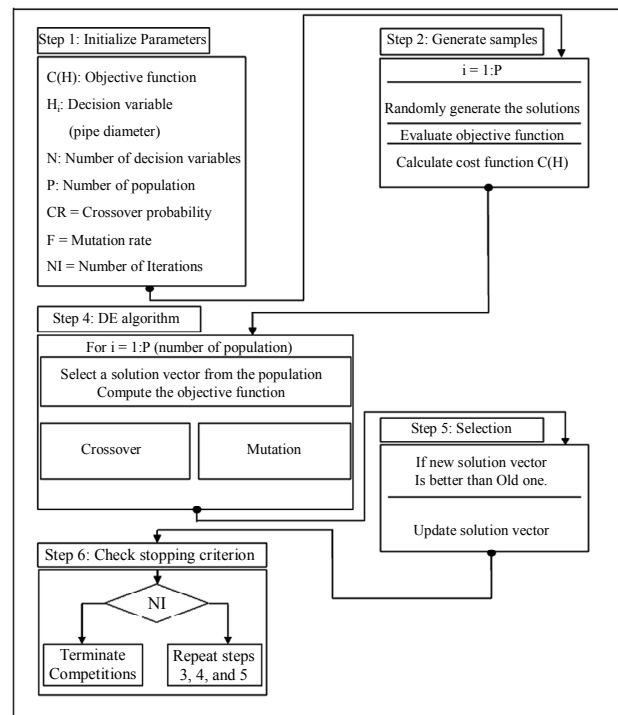 Step 1: Initialize Parameters
C(H): Objective function
Hi: Decision variable
(pipe diameter)
N: Number of decision variables
P: Number of population
CR = Crossover probability
F = Mutation rate
NI = Number of Iterations
Step 2: Generate samples
i = 1:P
Randomly generate the solutions
Evaluate objective function
Calculate cost function C(H)
Step 4: DE algorithm
For i = 1:P (number of population)
Select a solution vector from the population
Compute the objective function
Crossover
Mutation
Step 5: Selection
If new solution vector
Is better than Old one.
Update solution vector
Step 6: Check stopping criterion
NI
Terminate
Competitions
Repeat steps
3, 4, and 5